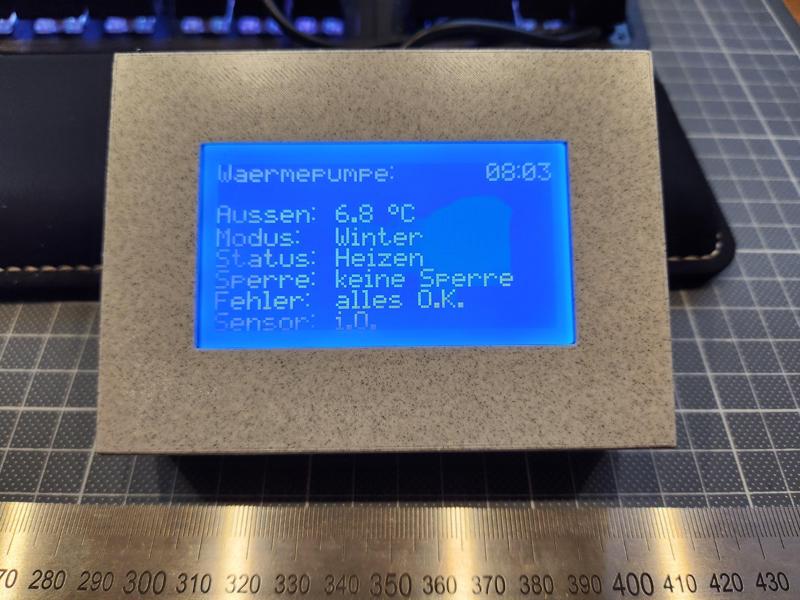 Waermepumpe: 08:03
Aussen: 6.8 °C
Modus: Winter
Status: Heizen
Sperre: keine Sperre
Fehler: alles O.K.
Sensor: i.O.
70 280 290 300 310 320 330 340 350 360 370 380 390 400 410 420 430